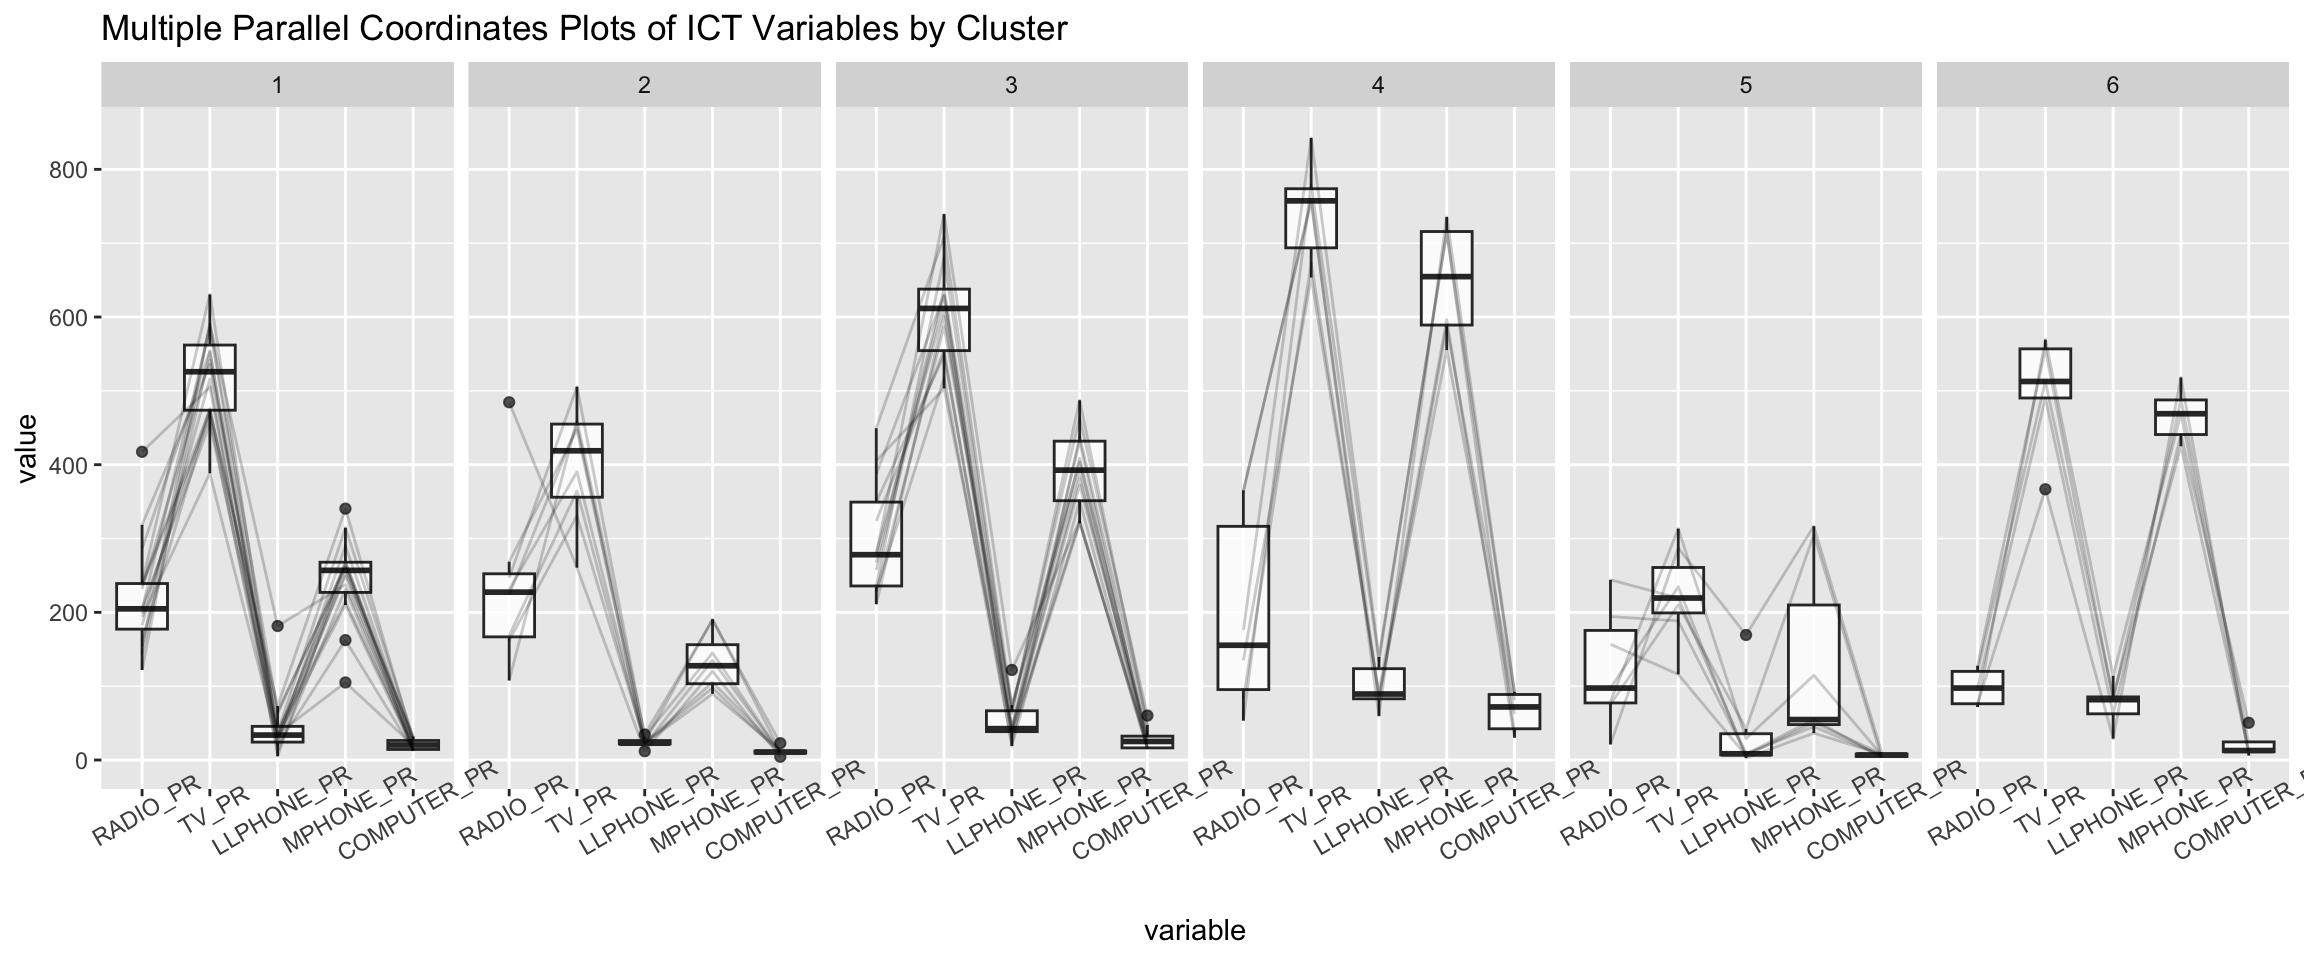 Multiple Parallel Coordinates Plots of ICT Variables by Cluster
1 2 3 4 5 6
800
600
400
200
0
value
RADIO_PR TV_PR LLPHONE_PR MPHONE_PR COMPUTER_PR RADIO_PR TV_PR LLPHONE_PR MPHONE_PR COMPUTER_PR RADIO_PR TV_PR LLPHONE_PR MPHONE_PR COMPUTER_PR RADIO_PR TV_PR LLPHONE_PR MPHONE_PR COMPUTER_PR RADIO_PR TV_PR LLPHONE_PR MPHONE_PR COMPUTER_PR RADIO_PR TV_PR LLPHONE_PR MPHONE_PR
variable